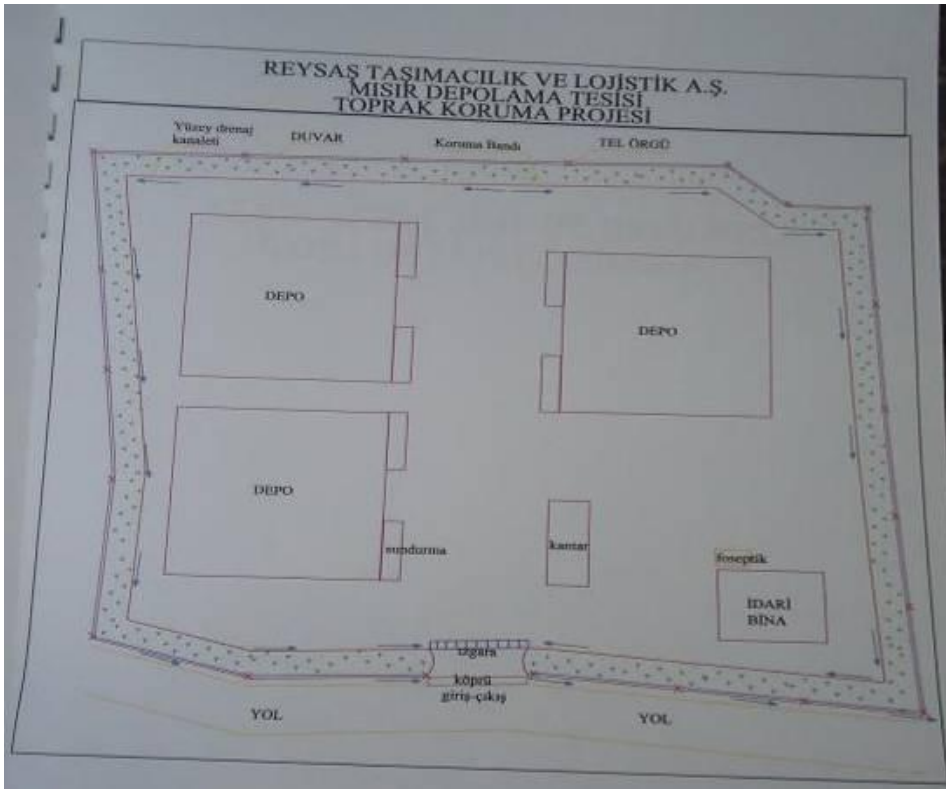 REYSAŞ TAŞIMACILIK VE LOJİSTİK A.Ş.
MISIR DEPOLAMA TESİSİ
TOPRAK KORUMA PROJESİ
Yüzey drenaj
kanaleti
DUVAR
Koruma Bandı
TEL ÖRGÜ
DEPO
DEPO
DEPO
sundurma
kantar
foseptik
İDARİ
BİNA
ızgara
köprü
giriş-çıkış
YOL
YOL